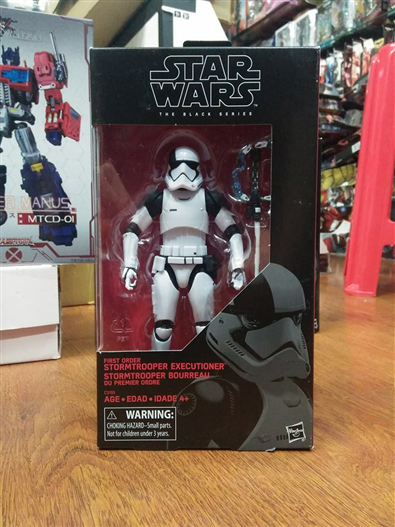 STAR
WARS
THE BLACK SERIES
MANUS
: MTCD-01
FIRST ORDER
STORMTROOPER EXECUTIONER
STORMTROOPER BOURREAU
DU PREMIER ORDRE
AGE • EDAD • IDADE 4+
WARNING:
CHOKING HAZARD–Small parts.
Not for children under 3 years.
Hasbro